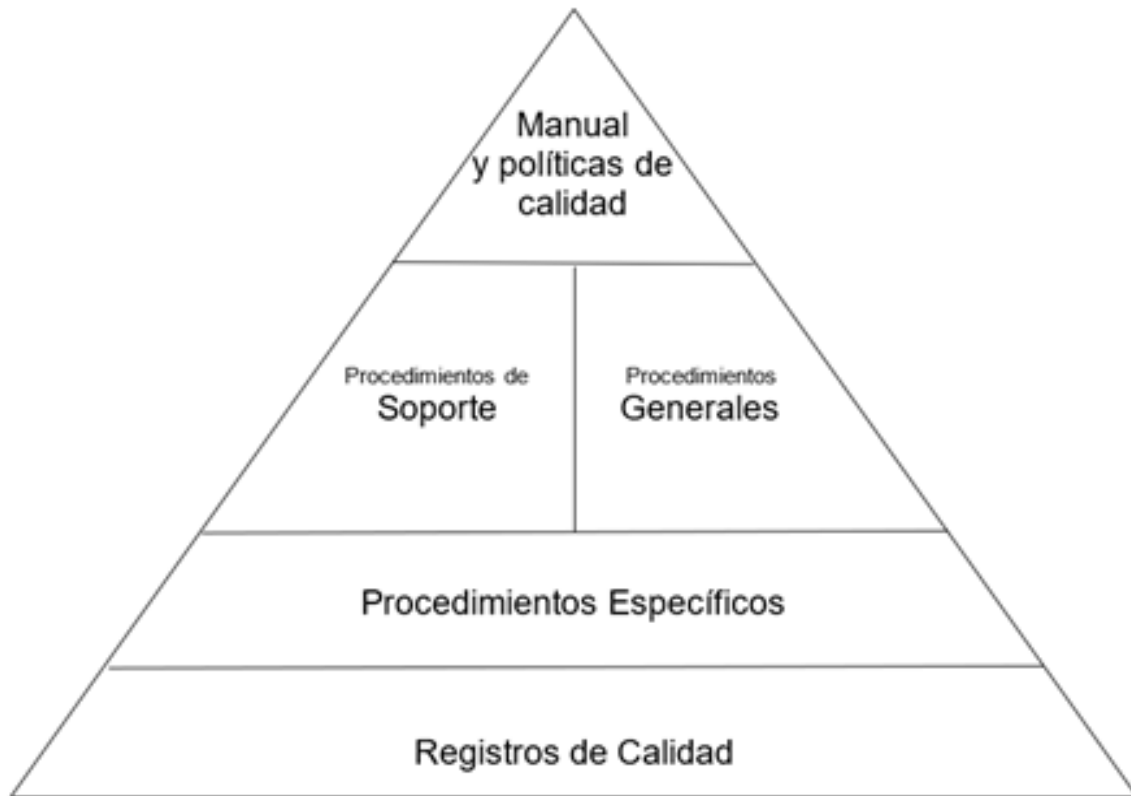 Manual
y políticas de
calidad
Procedimientos de
Soporte
Procedimientos
Generales
Procedimientos Específicos
Registros de Calidad